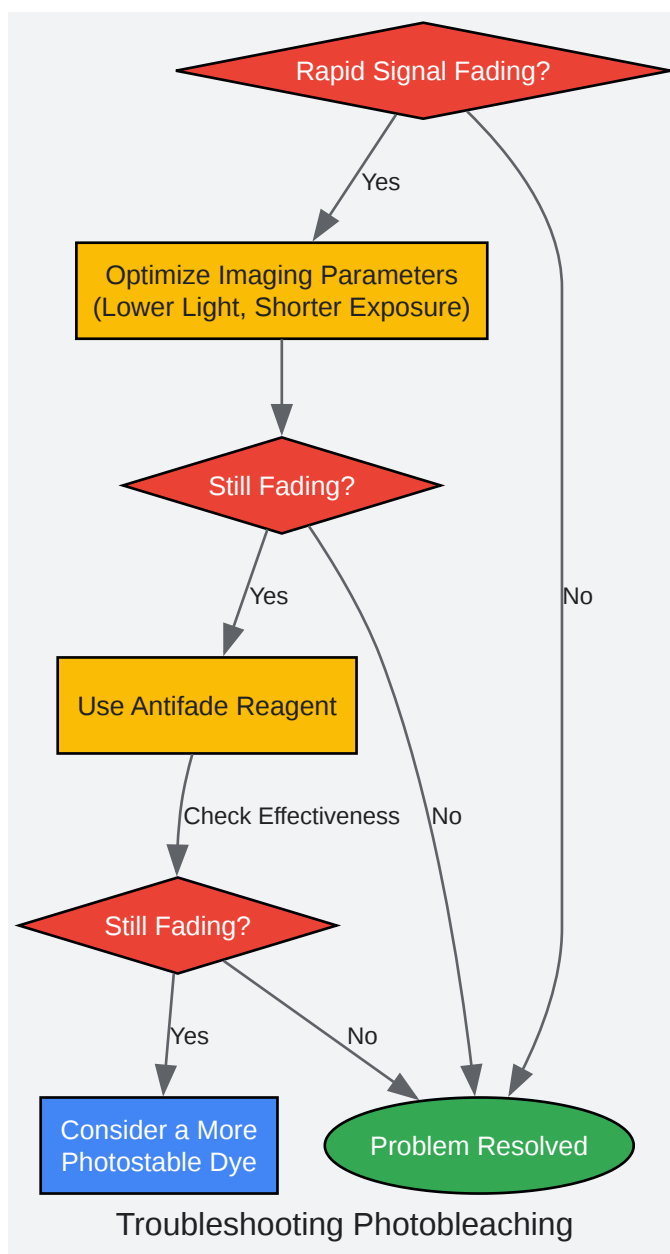 Rapid Signal Fading?
Yes
Optimize Imaging Parameters
(Lower Light, Shorter Exposure)
Still Fading?
No
Yes
Use Antifade Reagent
Check Effectiveness
No
Still Fading?
Yes
No
Consider a More
Photostable Dye
Problem Resolved
Troubleshooting Photobleaching